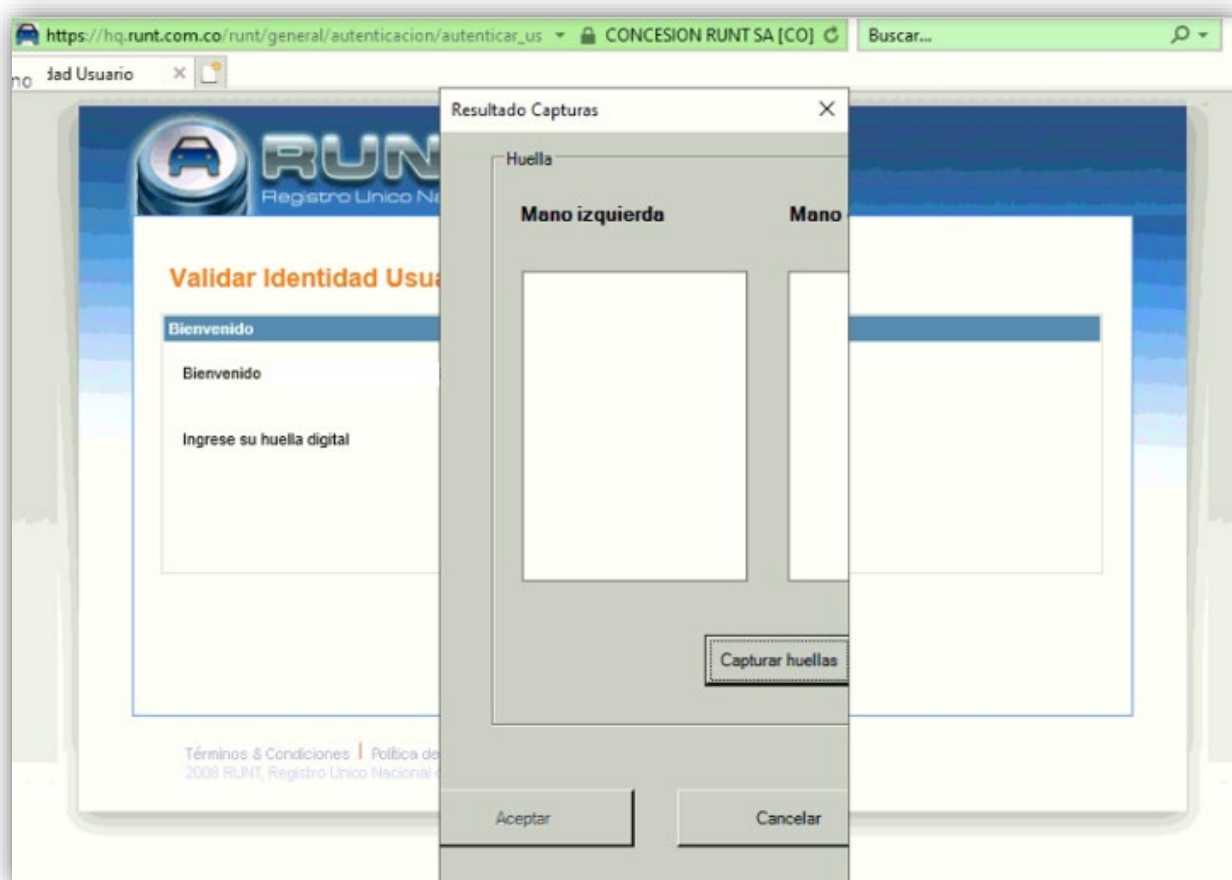 https://hq.runt.com.co/runt/general/autenticacion/autenticar_us CONCESION RUNT SA [CO] Buscar...
no dad Usuario
Resultado Capturas
Huella
RUN
Registro Unico Na
Mano izquierda Mano
Validar Identidad Usua
Bienvenido
Bienvenido
Ingrese su huella digital
Capturar huellas
Términos & Condiciones | Política de
2008 RUNT, Registro Unico Nacional
Aceptar Cancelar